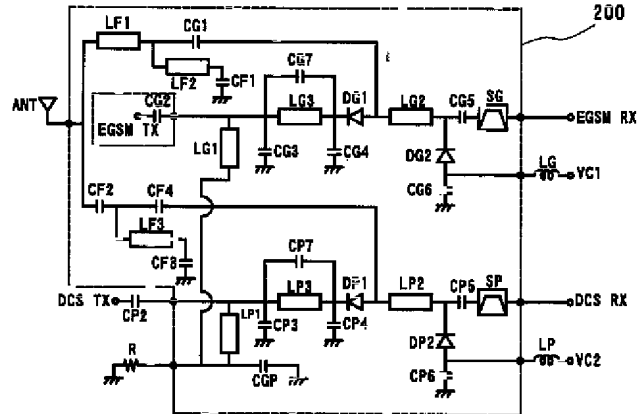 200
LF1
CG1
LF2
CF1
CG7
ANT
CG2
EGSM TX
LG1
LG3
DG1
LG2
CG5
SG
EGSM RX
CG3
CG4
DG2
LG
VC1
CG6
CF2
CF4
LF3
CF3
CP7
DCS TX
CP2
LP1
LP3
DP1
LP2
CP5
SP
DCS RX
CP3
CP4
DP2
LP
VC2
R
CGP
CP6